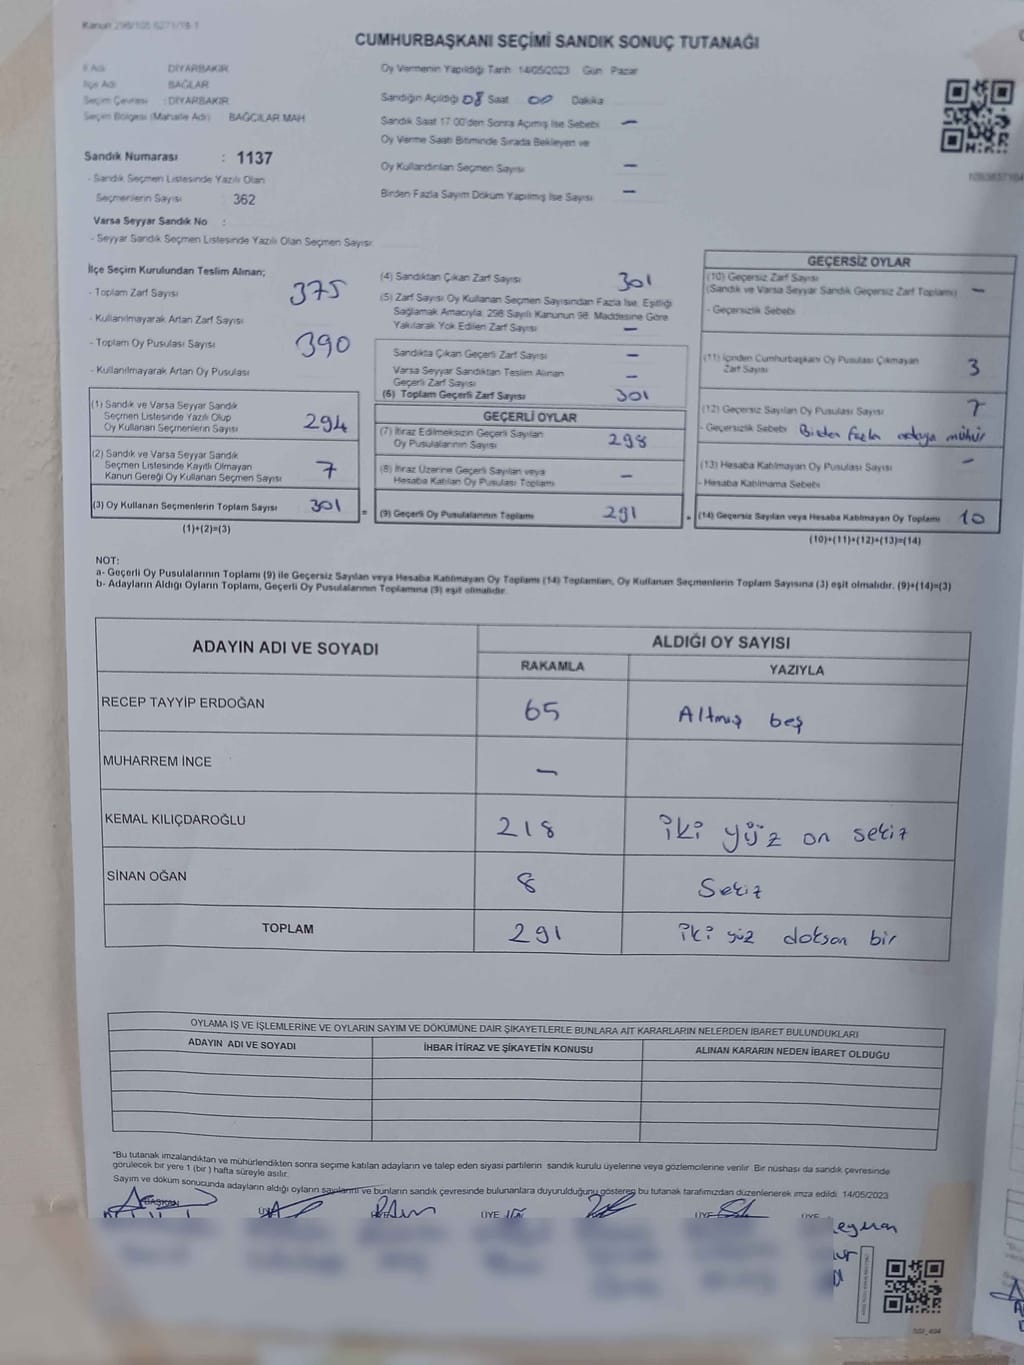 CUMHURBAŞKANI SEÇİMİ SANDIK SONUÇ TUTANAĞI
İl Adı DİYARBAKIR
İlçe Adı BAĞLAR
Seçim Çevresi : DİYARBAKIR
Seçim Bölgesi (Mahalle Adı) BAĞCILAR MAH
Sandık Numarası : 1137
- Sandık Seçmen Listesinde Yazılı Olan
Seçmenlerin Sayısı 362
Varsa Seyyar Sandık No :
- Seyyar Sandık Seçmen Listesinde Yazılı Olan Seçmen Sayısı:
Oy Vermenin Yapıldığı Tarih: 14/05/2023 Gün: Pazar
Sandığın Açıldığı 08 Saat 00 Dakika
Sandık Saat 17:00'den Sonra Açımış İse Sebebi —
Oy Verme Saati Bitiminde Sırada Bekleyen ve
Oy Kullandırılan Seçmen Sayısı —
Birden Fazla Sayım Döküm Yapılmış İse Sayısı —
İlçe Seçim Kurulundan Teslim Alınan;
- Toplam Zarf Sayısı 375
- Kullanılmayarak Artan Zarf Sayısı
- Toplam Oy Pusulası Sayısı 390
- Kullanılmayarak Artan Oy Pusulası
(1) Sandık ve Varsa Seyyar Sandık
Seçmen Listesinde Yazılı Olup
Oy Kullanan Seçmenlerin Sayısı 294
(2) Sandık ve Varsa Seyyar Sandık
Seçmen Listesinde Kayıtlı Olmayan
Kanun Gereği Oy Kullanan Seçmen Sayısı 7
(3) Oy Kullanan Seçmenlerin Toplam Sayısı 301 =
(1)+(2)=(3)
(4) Sandıktan Çıkan Zarf Sayısı 301
(5) Zarf Sayısı Oy Kullanan Seçmen Sayısından Fazla İse, Eşitliği
Sağlamak Amacıyla, 298 Sayılı Kanunun 98. Maddesine Göre
Yakılarak Yok Edilen Zarf Sayısı —
Sandıkta Çıkan Geçerli Zarf Sayısı —
Varsa Seyyar Sandıktan Teslim Alınan
Geçerli Zarf Sayısı —
(6) Toplam Geçerli Zarf Sayısı 301
GEÇERLİ OYLAR
(7) İtiraz Edilmeksizin Geçerli Sayılan
Oy Pusulalarının Sayısı 298
(8) İtiraz Üzerine Geçerli Sayılan veya
Hesaba Katılan Oy Pusulası Toplamı —
(9) Geçerli Oy Pusulalarının Toplamı 291
GEÇERSİZ OYLAR
(10) Geçersiz Zarf Sayısı
(Sandık ve Varsa Seyyar Sandık Geçersiz Zarf Toplamı) —
- Geçersizlik Sebebi
(11) İçinden Cumhurbaşkanı Oy Pusulası Çıkmayan
Zarf Sayısı 3
(12) Geçersiz Sayılan Oy Pusulası Sayısı 7
- Geçersizlik Sebebi Birden fazla adaya mühür
(13) Hesaba Katılmayan Oy Pusulası Sayısı —
- Hesaba Katılmama Sebebi
(14) Geçersiz Sayılan veya Hesaba Katılmayan Oy Toplamı 10
(10)+(11)+(12)+(13)=(14)
NOT:
a- Geçerli Oy Pusulalarının Toplamı (9) ile Geçersiz Sayılan veya Hesaba Katılmayan Oy Toplamı (14) Toplamları, Oy Kullanan Seçmenlerin Toplam Sayısına (3) eşit olmalıdır. (9)+(14)=(3)
b- Adayların Aldığı Oyların Toplamı, Geçerli Oy Pusulalarının Toplamına (9) eşit olmalıdır.
ADAYIN ADI VE SOYADI ALDIĞI OY SAYISI
RAKAMLA YAZIYLA
RECEP TAYYİP ERDOĞAN 65 Altmış beş
MUHARREM İNCE —
KEMAL KILIÇDAROĞLU 218 iki yüz on sekiz
SİNAN OĞAN 8 Sekiz
TOPLAM 291 iki yüz doksan bir
OYLAMA İŞ VE İŞLEMLERİNE VE OYLARIN SAYIM VE DÖKÜMÜNE DAİR ŞİKAYETLERLE BUNLARA AİT KARARLARIN NELERDEN İBARET BULUNDUKLARI
ADAYIN ADI VE SOYADI İHBAR İTİRAZ VE ŞİKAYETİN KONUSU ALINAN KARARIN NEDEN İBARET OLDUĞU
*Bu tutanak imzalandıktan ve mühürlendikten sonra seçime katılan adayların ve talep eden siyasi partilerin sandık kurulu üyelerine veya gözlemcilerine verilir. Bir nüshası da sandık çevresinde
görülecek bir yere 1 (bir) hafta süreyle asılır.
Sayım ve döküm sonucunda adayların aldığı oyların sayılarını ve bunların sandık çevresinde bulunanlara duyurulduğunu gösteren bu tutanak tarafımızdan düzenlenerek imza edildi. 14/05/2023
BAŞKAN ÜYE ÜYE ÜYE ÜYE